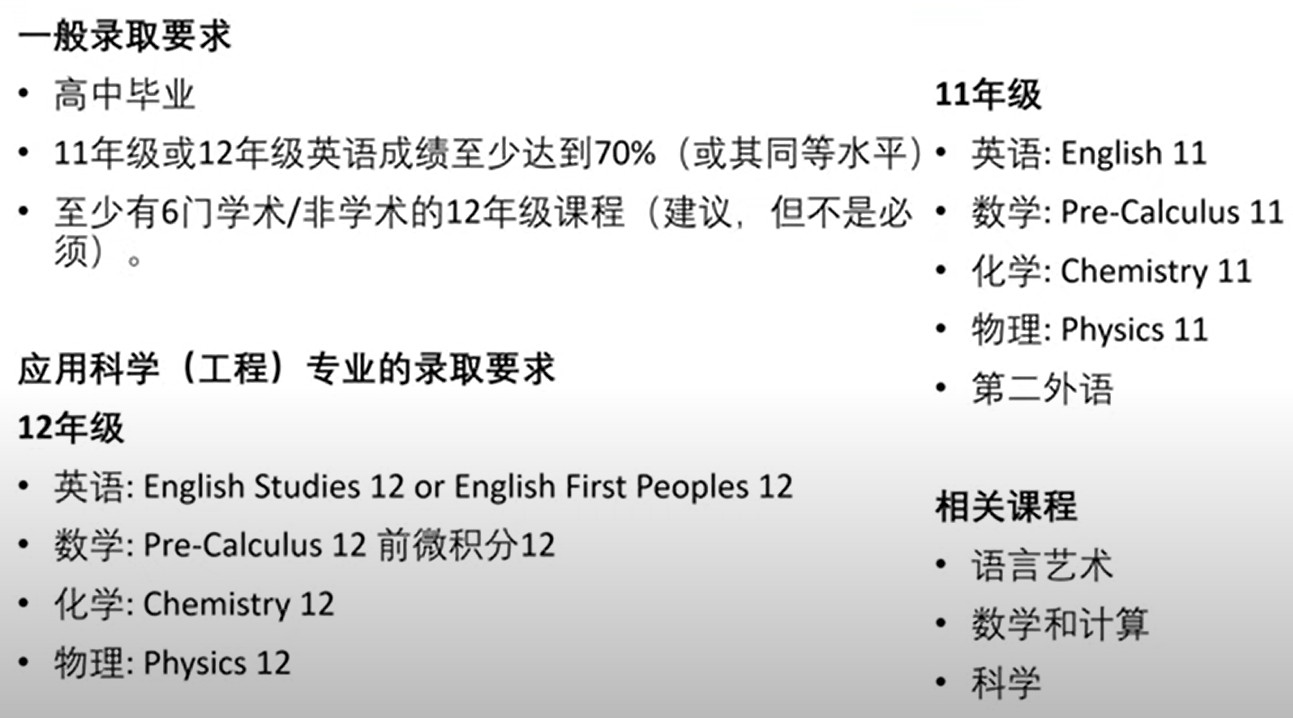 一般录取要求
• 高中毕业
• 11年级或12年级英语成绩至少达到70%（或其同等水平）
• 至少有6门学术/非学术的12年级课程（建议，但不是必
须）。
应用科学（工程）专业的录取要求
12年级
• 英语: English Studies 12 or English First Peoples 12
• 数学: Pre-Calculus 12 前微积分12
• 化学: Chemistry 12
• 物理: Physics 12
11年级
• 英语: English 11
• 数学: Pre-Calculus 11
• 化学: Chemistry 11
• 物理: Physics 11
• 第二外语
相关课程
• 语言艺术
• 数学和计算
• 科学